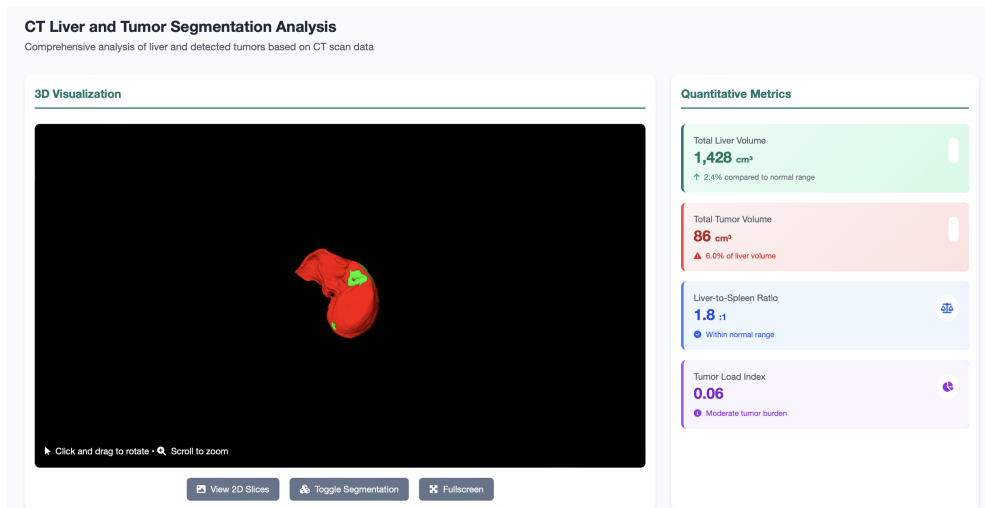 CT Liver and Tumor Segmentation Analysis
Comprehensive analysis of liver and detected tumors based on CT scan data
3D Visualization
Click and drag to rotate • Scroll to zoom
View 2D Slices
Toggle Segmentation
Fullscreen
Quantitative Metrics
Total Liver Volume
1,428 cm³
↑ 2.4% compared to normal range
Total Tumor Volume
86 cm³
6.0% of liver volume
Liver-to-Spleen Ratio
1.8 :1
Within normal range
Tumor Load Index
0.06
Moderate tumor burden